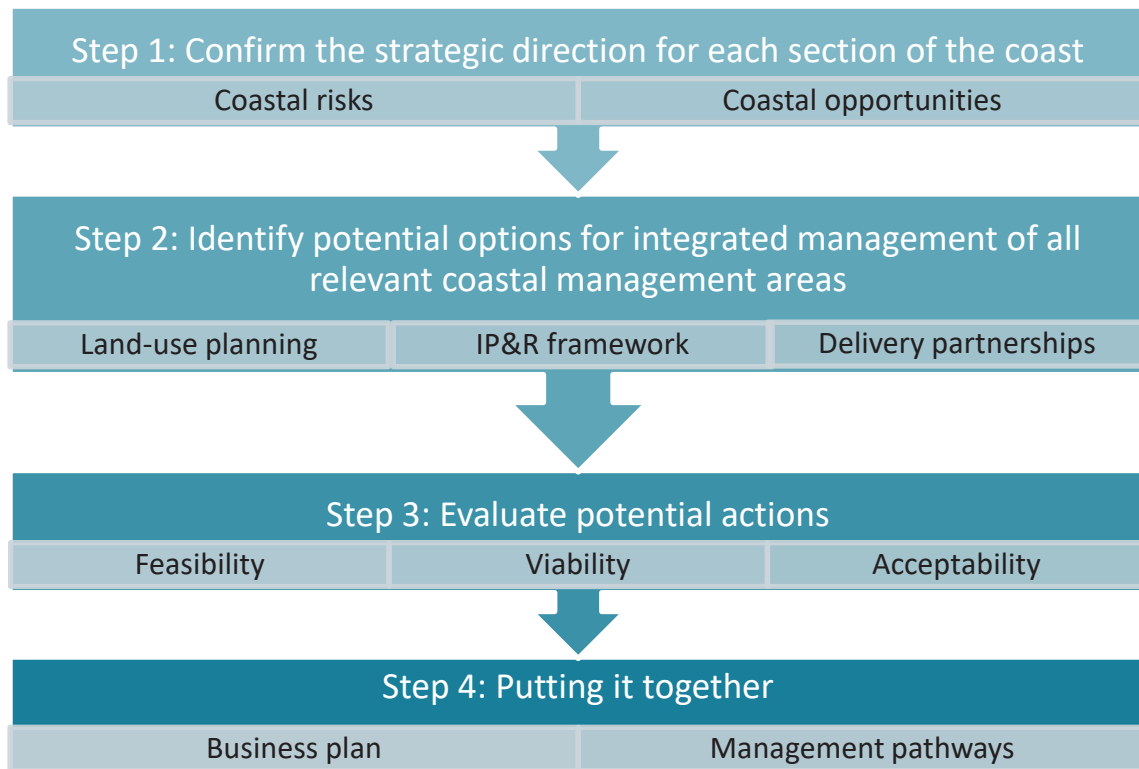 Step 1: Confirm the strategic direction for each section of the coast
Coastal risks
Coastal opportunities
Step 2: Identify potential options for integrated management of all
relevant coastal management areas
Land-use planning
IP&R framework
Delivery partnerships
Step 3: Evaluate potential actions
Feasibility
Viability
Acceptability
Step 4: Putting it together
Business plan
Management pathways